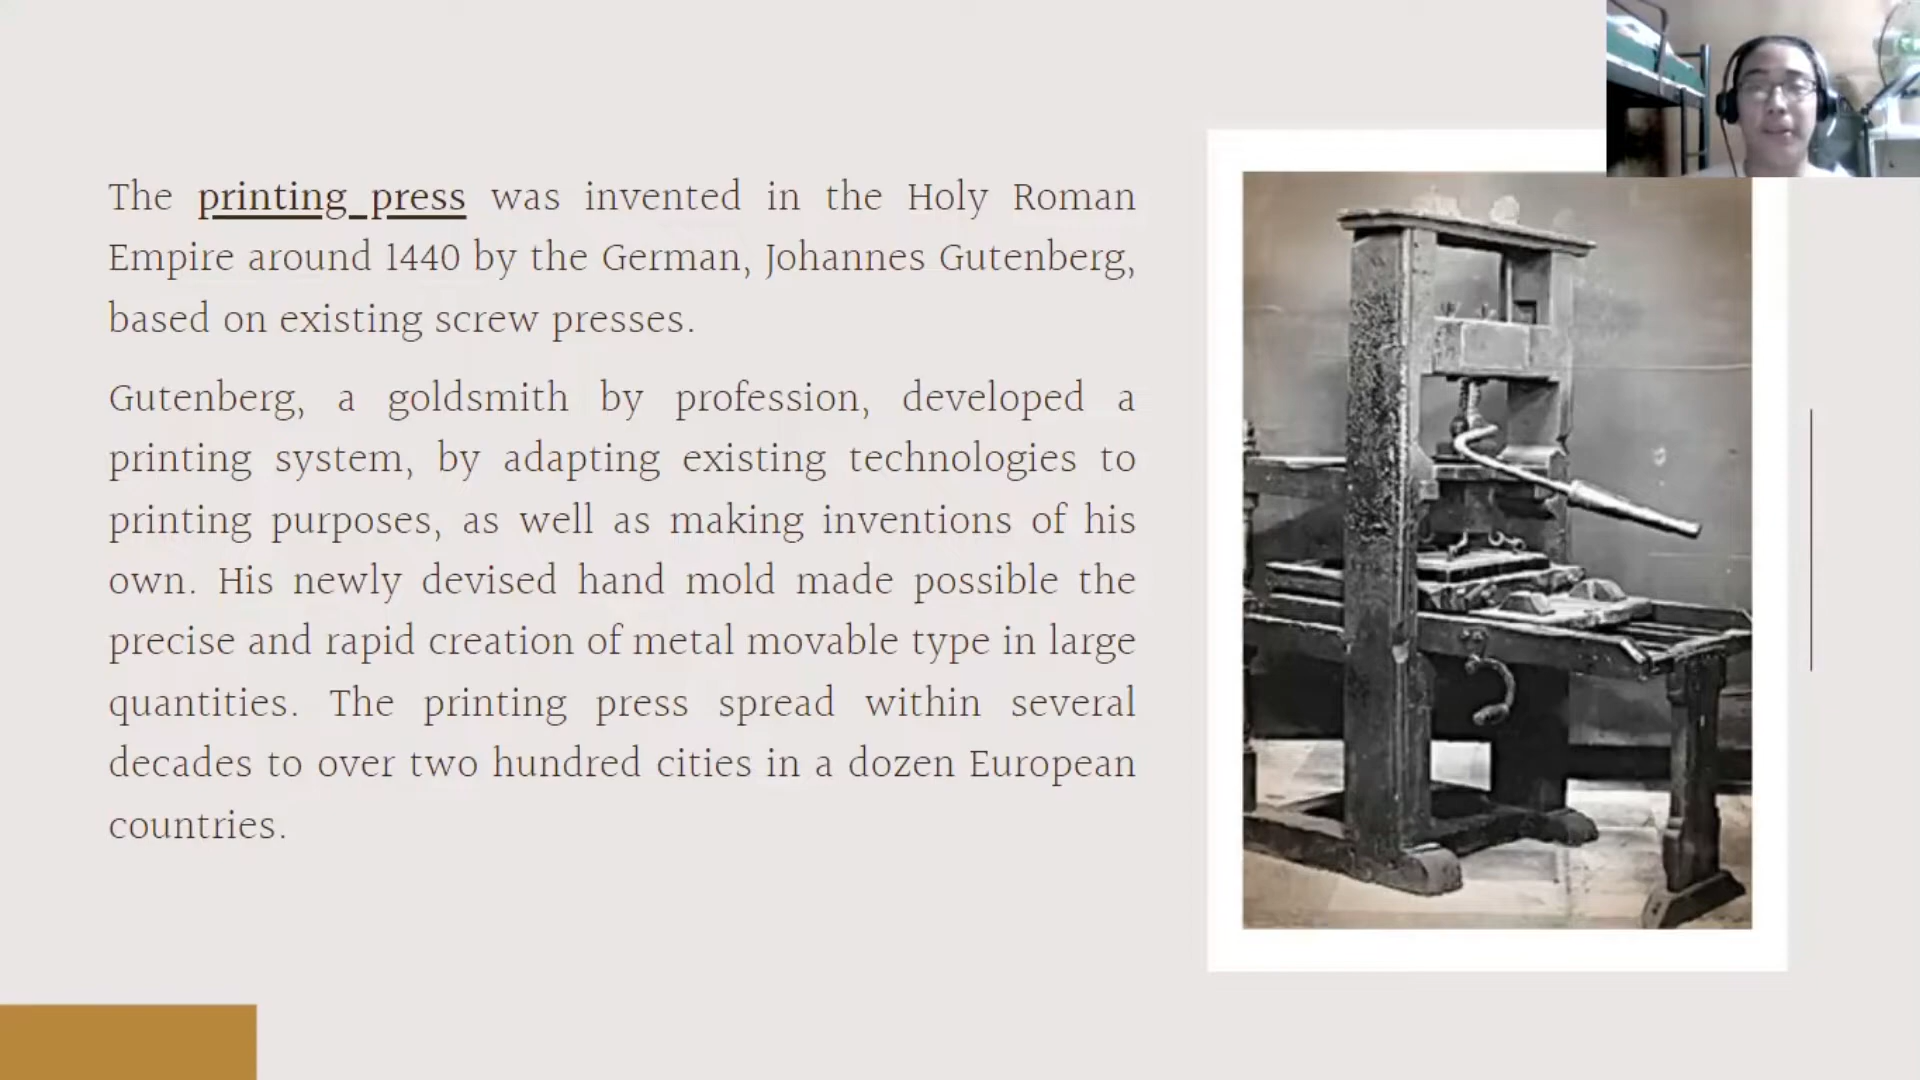 The printing press was invented in the Holy Roman
Empire around 1440 by the German, Johannes Gutenberg,
based on existing screw presses.
Gutenberg, a goldsmith by profession, developed a
printing system, by adapting existing technologies to
printing purposes, as well as making inventions of his
own. His newly devised hand mold made possible the
precise and rapid creation of metal movable type in large
quantities. The printing press spread within several
decades to over two hundred cities in a dozen European
countries.